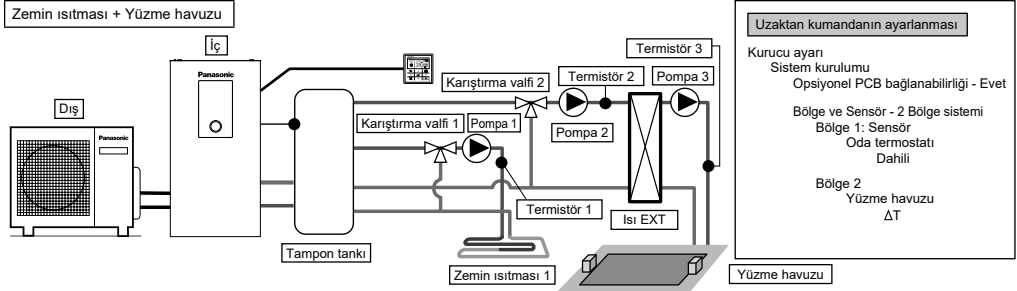 Zemin ısıtması + Yüzme havuzu
İç
Panasonic
Dış
Panasonic
Tampon tankı
Karıştırma valfi 2
Termistör 2
Termistör 3
Pompa 3
Karıştırma valfi 1
Pompa 1
Pompa 2
Termistör 1
Isı EXT
Zemin ısıtması 1
Yüzme havuzu
Uzaktan kumandanın ayarlanması
Kurucu ayarı
Sistem kurulumu
Opsiyonel PCB bağlanabilirliği - Evet
Bölge ve Sensör - 2 Bölge sistemi
Bölge 1: Sensör
Oda termostatı
Dahili
Bölge 2
Yüzme havuzu
ΔT